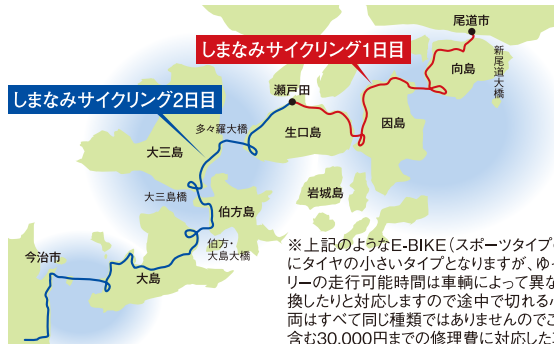 尾道市
しまなみサイクリング1日目
向島
新尾道大橋
しまなみサイクリング2日目
瀬戸田
因島
多々羅大橋
生口島
大三島
岩城島
大三島橋
伯方島
今治市
伯方・
大島大橋
大島
※上記のようなE-BIKE（スポーツタイプ
にタイヤの小さいタイプとなりますが、ゆ
リーの走行可能時間は車輌によって異な
換したりと対応しますので途中で切れる
両はすべて同じ種類ではありませんのでご
含む30,000円までの修理費に対応した